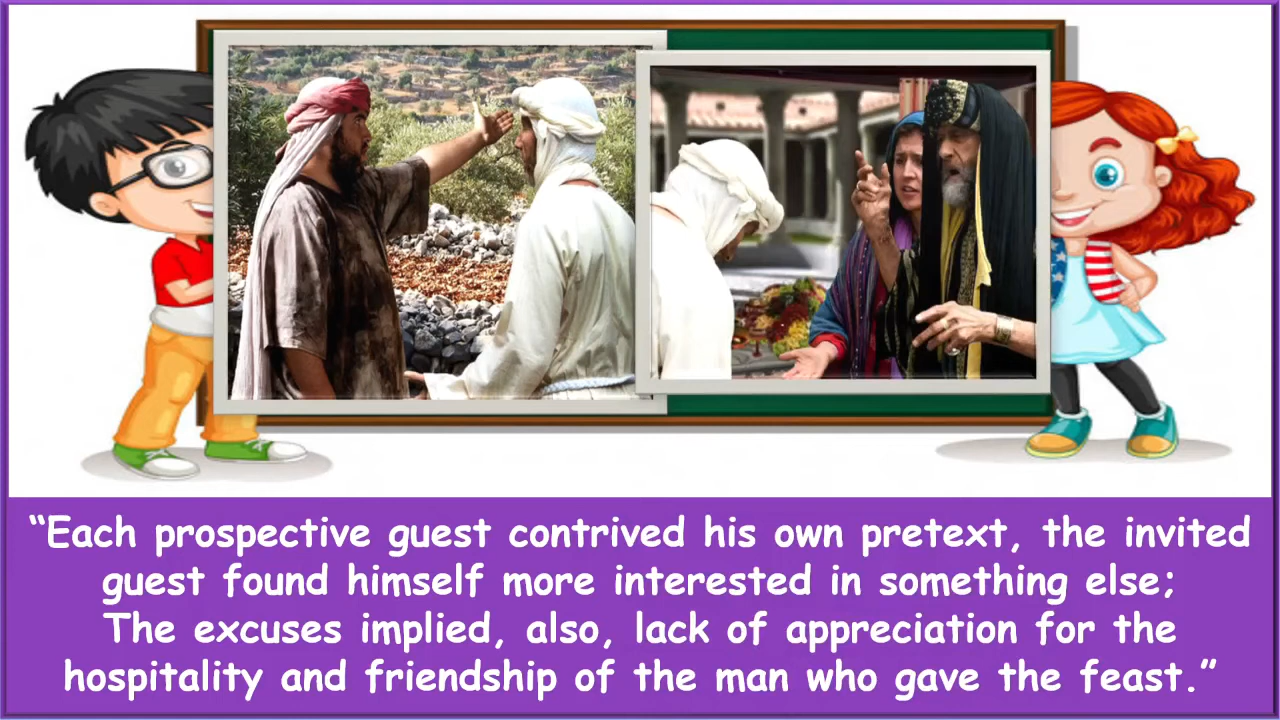 “Each prospective guest contrived his own pretext, the invited
guest found himself more interested in something else;
The excuses implied, also, lack of appreciation for the
hospitality and friendship of the man who gave the feast.”